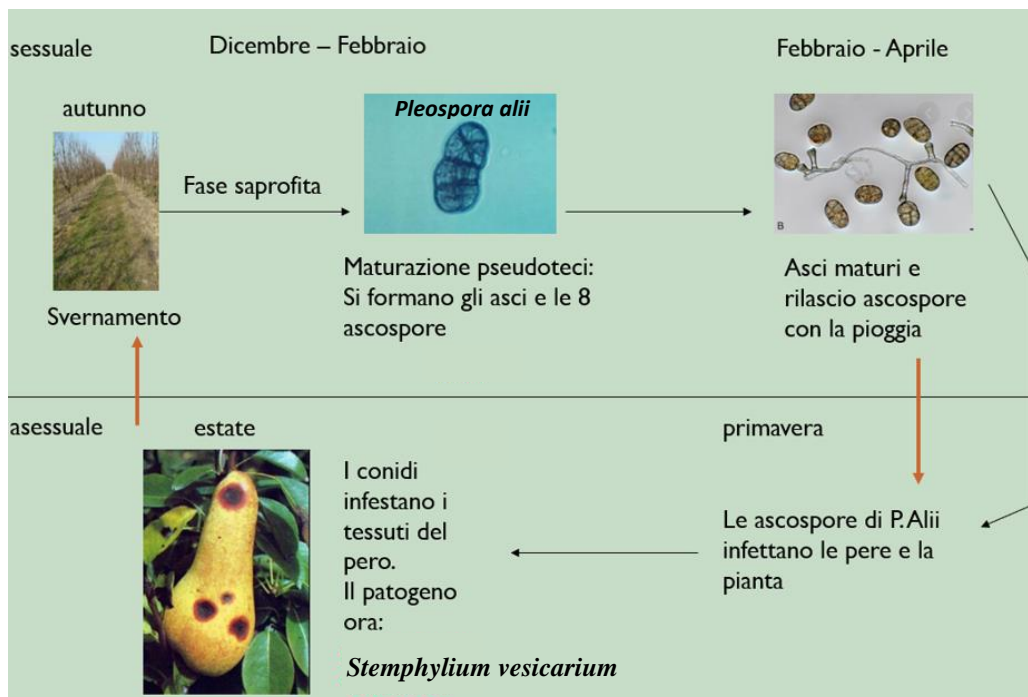 sessuale
Dicembre – Febbraio
Febbraio - Aprile
autunno
Pleospora alii
B
Fase saprofita
Svernamento
Maturazione pseudoteci:
Si formano gli asci e le 8
ascospore
Asci maturi e
rilascio ascospore
con la pioggia
asessuale
estate
primavera
I conidi
infestano i
tessuti del
pero.
Il patogeno
ora:
Stemphylium vesicarium
Le ascospore di P. Alii
infettano le pere e la
pianta